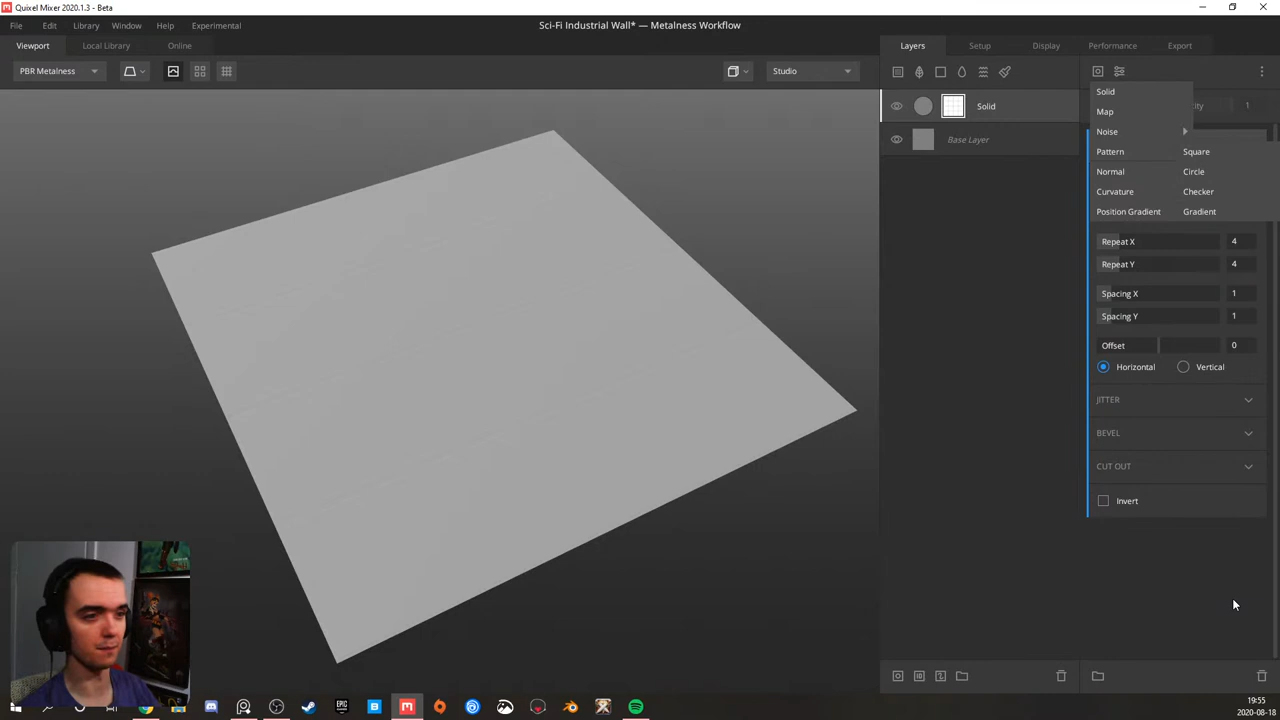 Quixel Mixer 2020.1.3 - Beta
File Edit Library Window Help Experimental
Sci-Fi Industrial Wall* — Metalness Workflow
Viewport Local Library Online
Layers Setup Display Performance Export
PBR Metalness
Studio
Solid
Base Layer
Solid
Map
Noise
Pattern
Normal
Curvature
Position Gradient
Square
Circle
Checker
Gradient
1
Repeat X 4
Repeat Y 4
Spacing X 1
Spacing Y 1
Offset 0
Horizontal Vertical
JITTER
BEVEL
CUT OUT
Invert
EPIC
19:55
2020-08-18